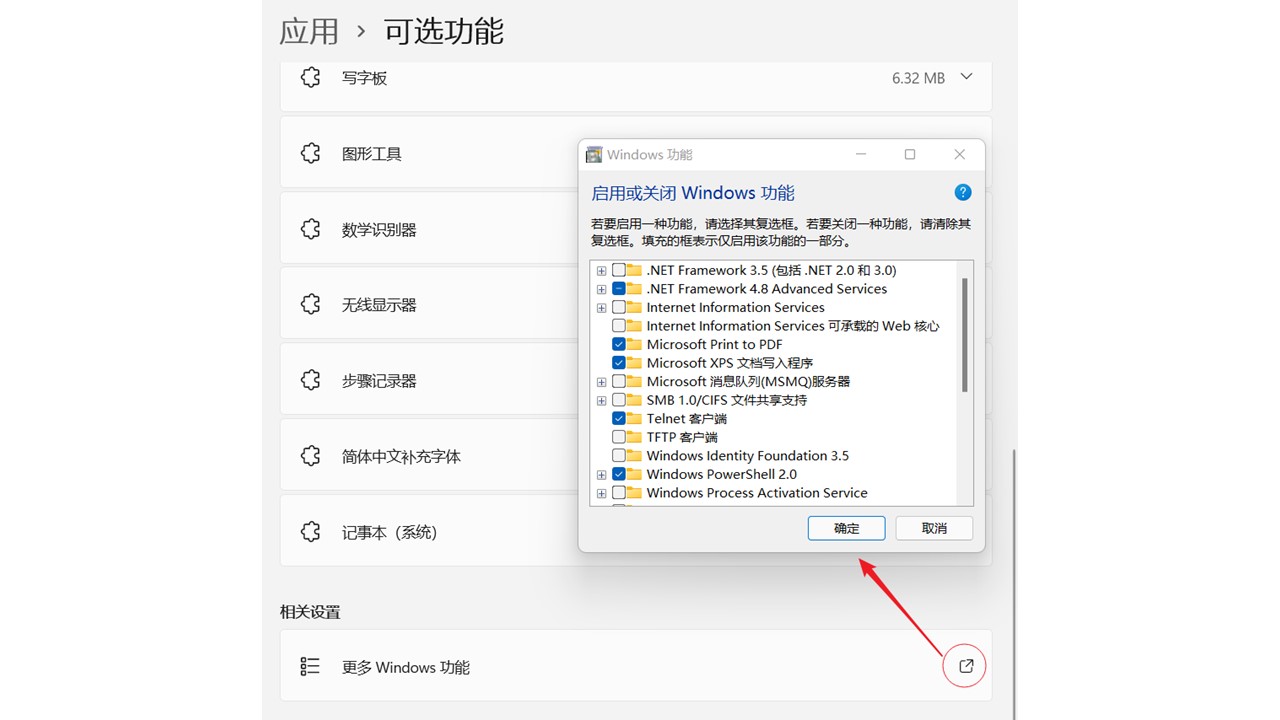 应用 › 可选功能
写字板 6.32 MB
图形工具
数学识别器
无线显示器
步骤记录器
简体中文补充字体
记事本（系统）
相关设置
更多 Windows 功能
Windows 功能
启用或关闭 Windows 功能
若要启用一种功能，请选择其复选框。若要关闭一种功能，请清除其
复选框。填充的框表示仅启用该功能的一部分。
.NET Framework 3.5 (包括 .NET 2.0 和 3.0)
.NET Framework 4.8 Advanced Services
Internet Information Services
Internet Information Services 可承载的 Web 核心
Microsoft Print to PDF
Microsoft XPS 文档写入程序
Microsoft 消息队列(MSMQ)服务器
SMB 1.0/CIFS 文件共享支持
Telnet 客户端
TFTP 客户端
Windows Identity Foundation 3.5
Windows PowerShell 2.0
Windows Process Activation Service
确定 取消